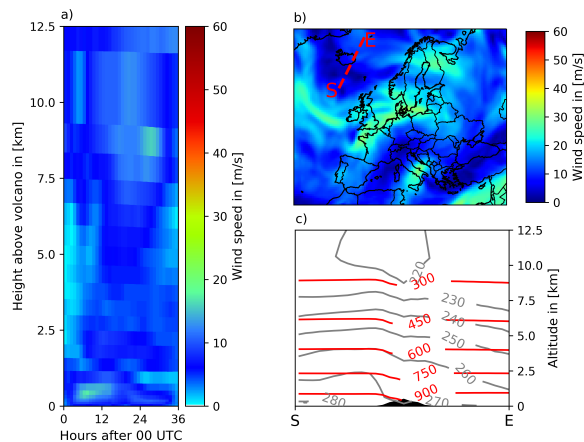 a)
12.5
10.0
7.5
5.0
2.5
0
0 12 24 36
Height above volcano in [km]
Hours after 00 UTC
60
50
40
30
20
10
0
Wind speed in [m/s]
b)
S
E
60
50
40
30
20
10
0
Wind speed in [m/s]
c)
220
300
230
450
240
250
600
260
750
900
280
270
12.5
10.0
7.5
5.0
2.5
0
Altitude in [km]
S
E